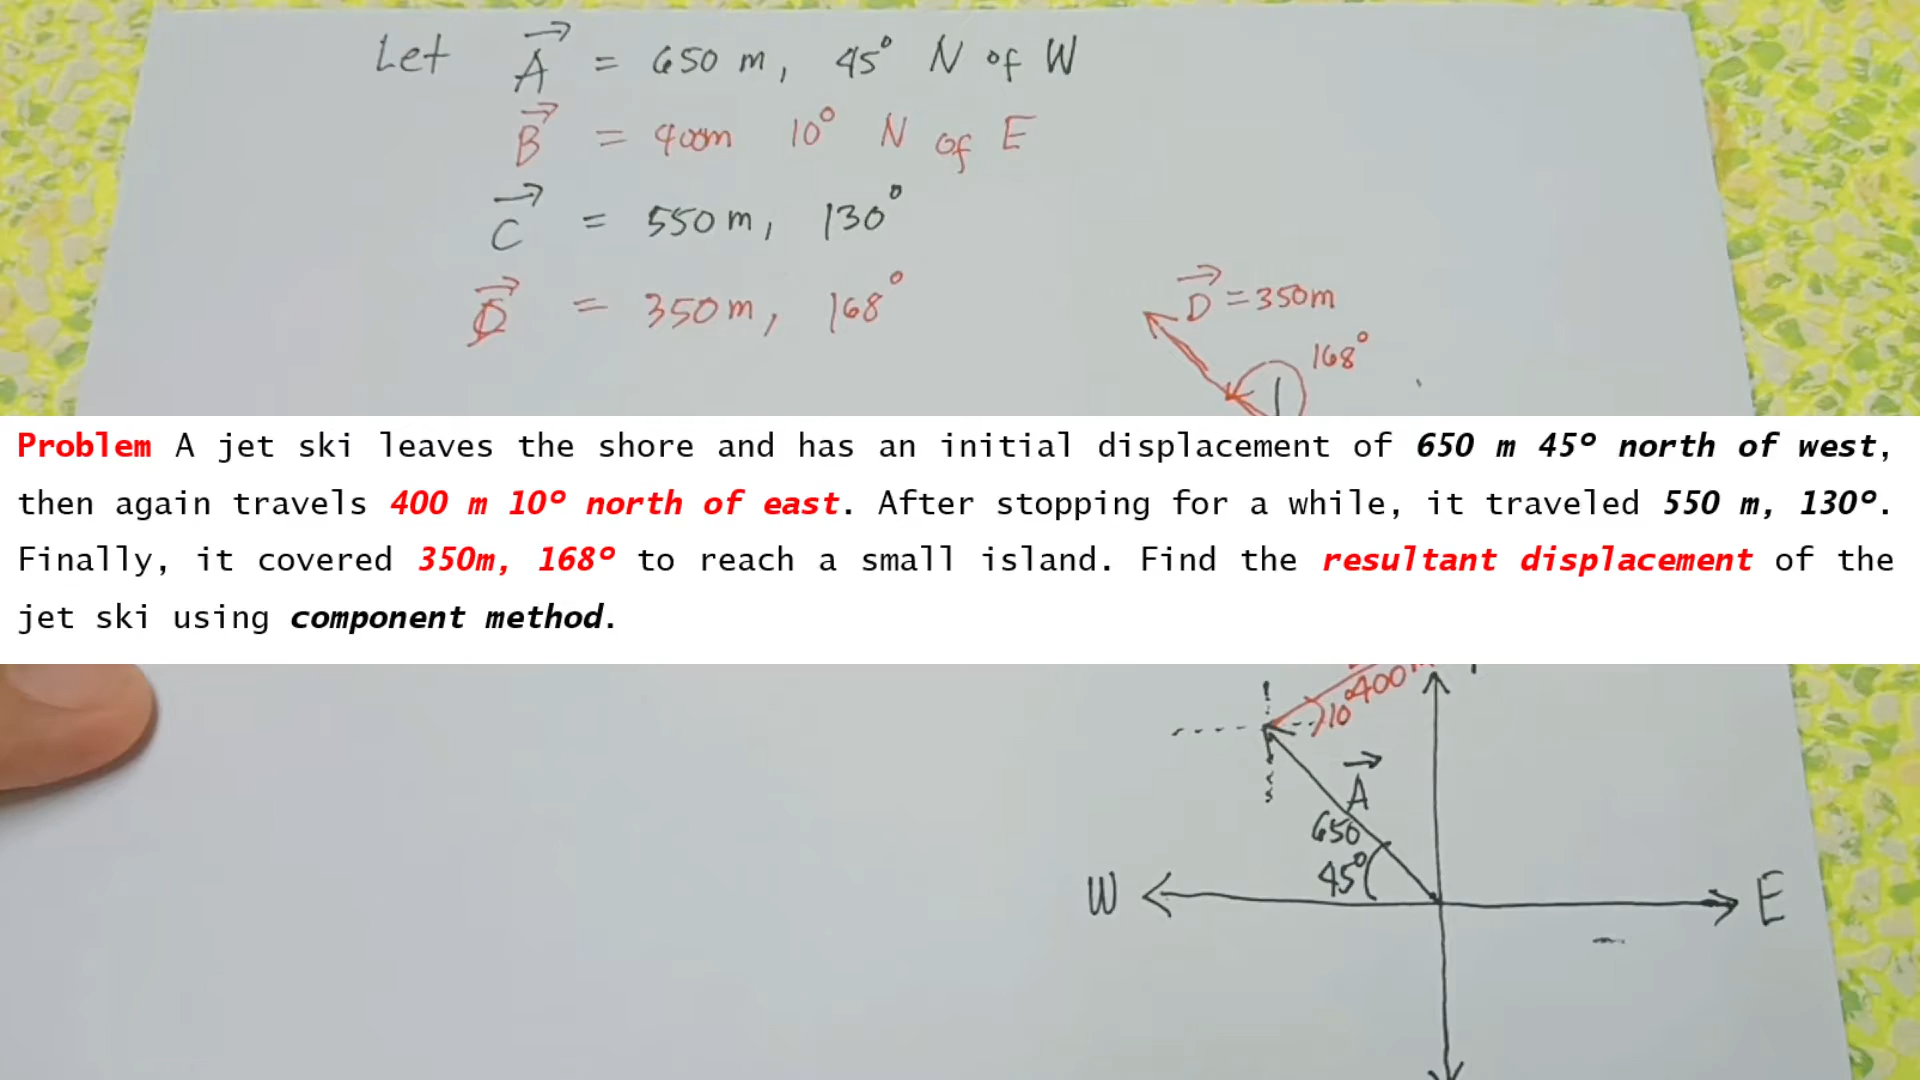 Let A = 650 m, 45° N of W
B = 400m 10° N of E
C = 550 m, 130°
D = 350 m, 168°
D = 350m
168°
Problem A jet ski leaves the shore and has an initial displacement of 650 m 45° north of west,
then again travels 400 m 10° north of east. After stopping for a while, it traveled 550 m, 130°.
Finally, it covered 350m, 168° to reach a small island. Find the resultant displacement of the
jet ski using component method.
400
10°
A
650
45°
W
E